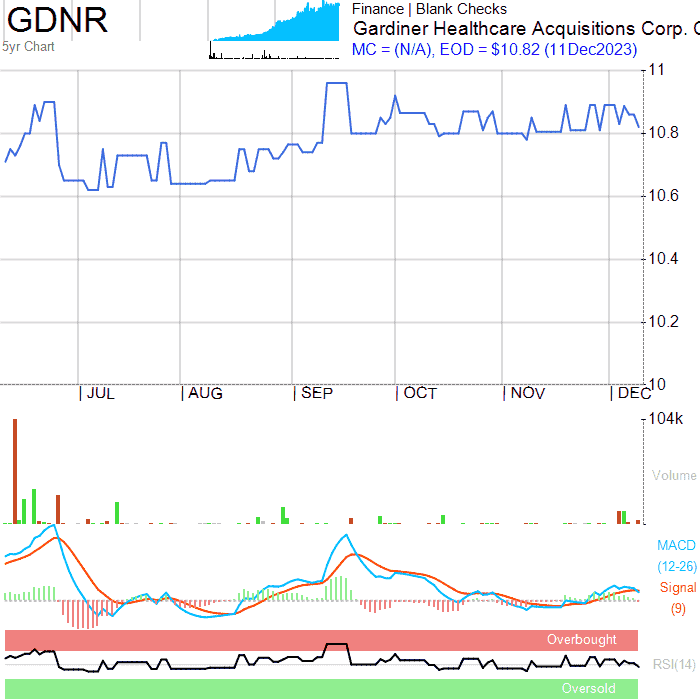 GDNR
5yr Chart
Finance | Blank Checks
Gardiner Healthcare Acquisitions Corp. C
MC = (N/A), EOD = $10.82 (11Dec2023)
11
10.8
10.6
10.4
10.2
10
| JUL | AUG | SEP | OCT | NOV | DEC
104k
Volume
MACD
(12-26)
Signal
(9)
Overbought
RSI(14)
Oversold